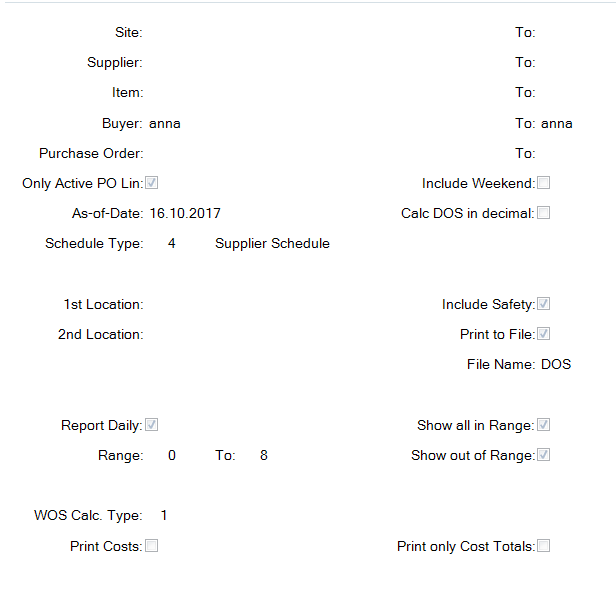 Site: To:
Supplier: To:
Item: To:
Buyer: anna To: anna
Purchase Order: To:
Only Active PO Lin: Include Weekend:
As-of-Date: 16.10.2017 Calc DOS in decimal:
Schedule Type: 4 Supplier Schedule
1st Location: Include Safety:
2nd Location: Print to File:
File Name: DOS
Report Daily: Show all in Range:
Range: 0 To: 8 Show out of Range:
WOS Calc. Type: 1
Print Costs: Print only Cost Totals: